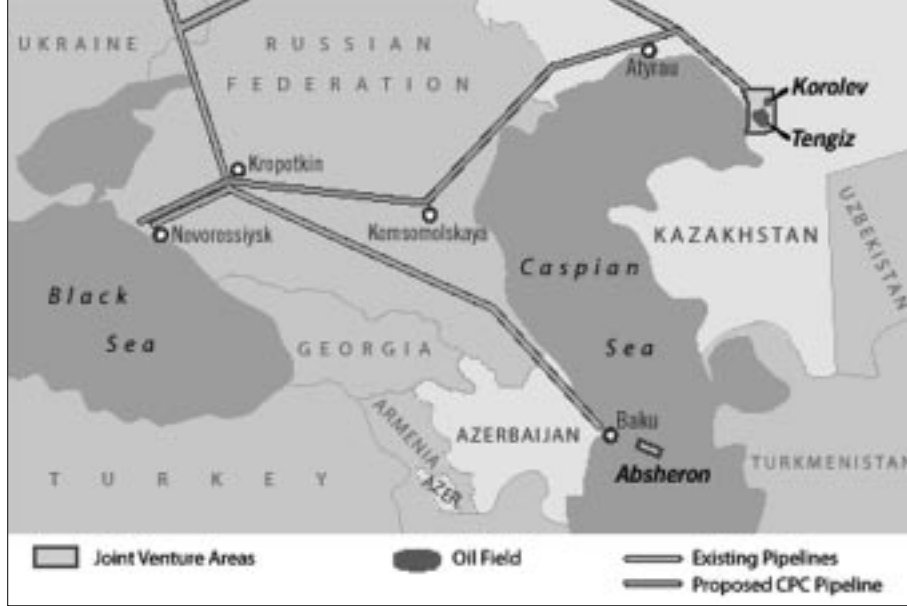 UKRAINE
RUSSIAN
FEDERATION
Atyrau
Korolev
Tengiz
Kropotkin
Novorossiysk
Komsomolskaya
KAZAKHSTAN
UZBEKISTAN
Caspian
Sea
Black
Sea
GEORGIA
ARMENIA
AZERBAIJAN
AZER.
Baku
Absheron
TURKMENISTAN
TURKEY
Joint Venture Areas
Oil Field
Existing Pipelines
Proposed CPC Pipeline